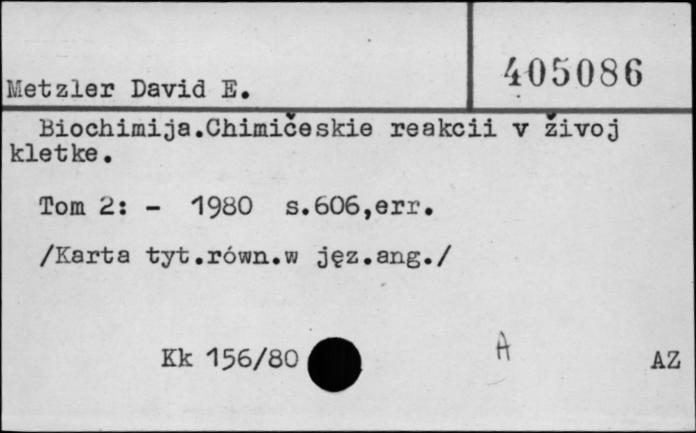 405086
Metzler David E.
Biochimija.Chimičeskie reakcii v živoj
kletke.
Tom 2: - 1980 s.606,err.
/Karta tyt.równ.w jęz.ang./
Kk 156/80
A
AZ